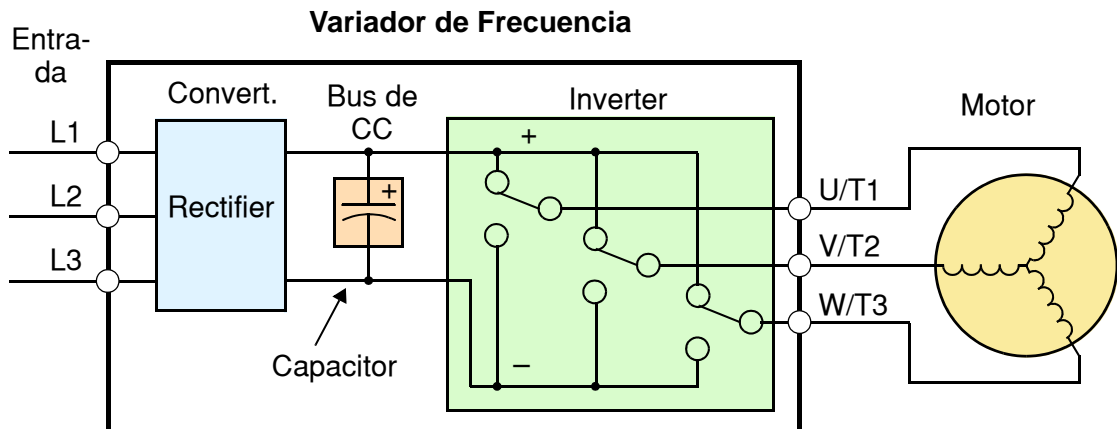 Variador de Frecuencia
Entra-
da
Convert.
Bus de
CC
Inverter
Motor
L1
L2
L3
Rectifier
+
+
–
U/T1
V/T2
W/T3
Capacitor